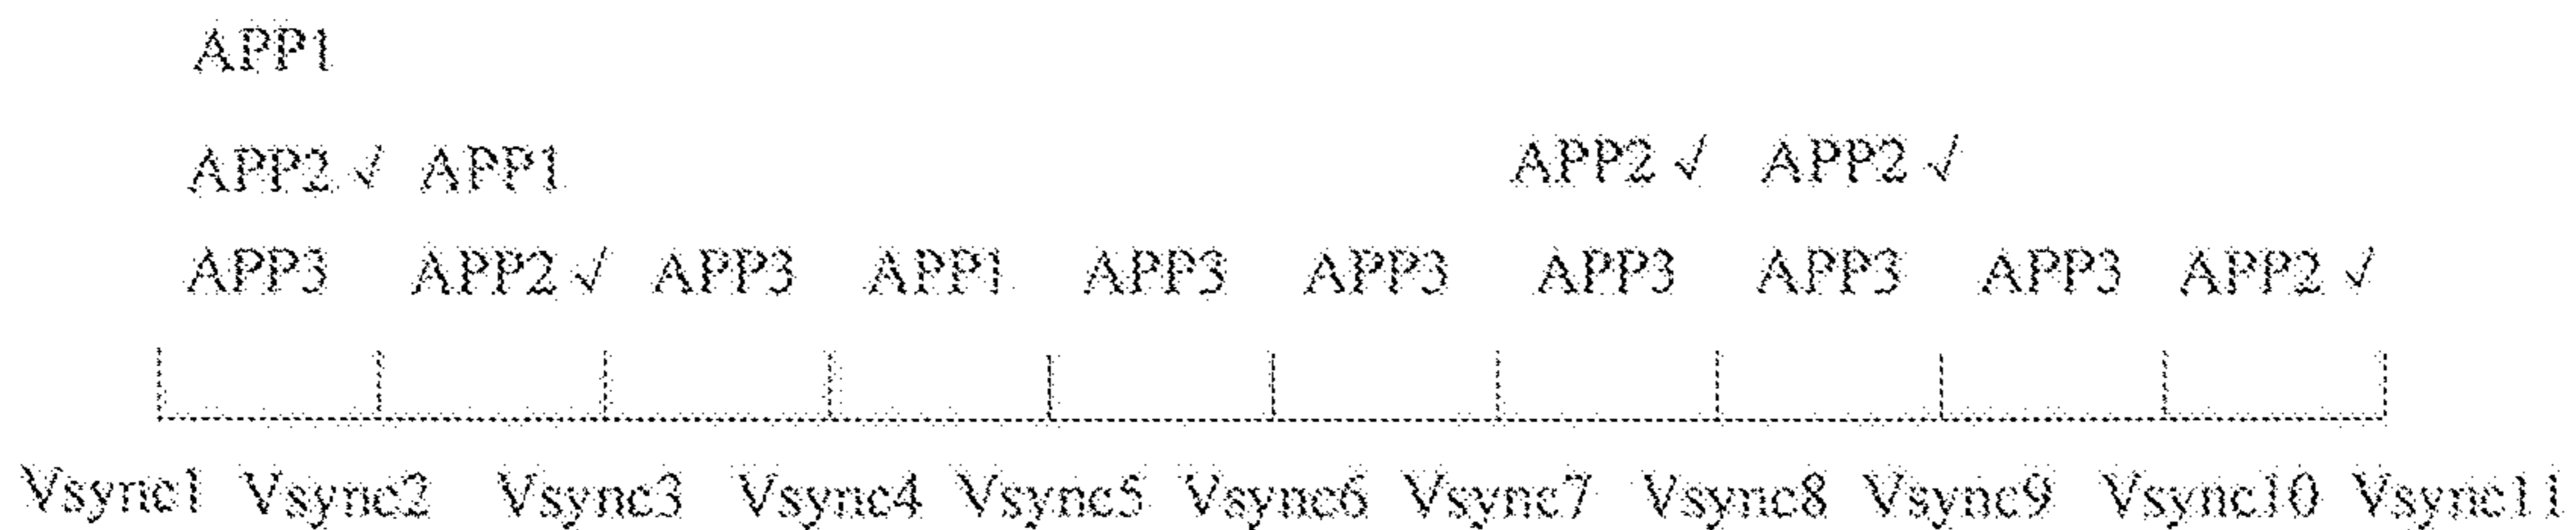 APP1
APP2 √ APP1 APP2 √ APP2 √
APP3 APP2 √ APP3 APP1 APP3 APP3 APP3 APP3 APP3 APP2 √
Vsync1 Vsync2 Vsync3 Vsync4 Vsync5 Vsync6 Vsync7 Vsync8 Vsync9 Vsync10 Vsync11